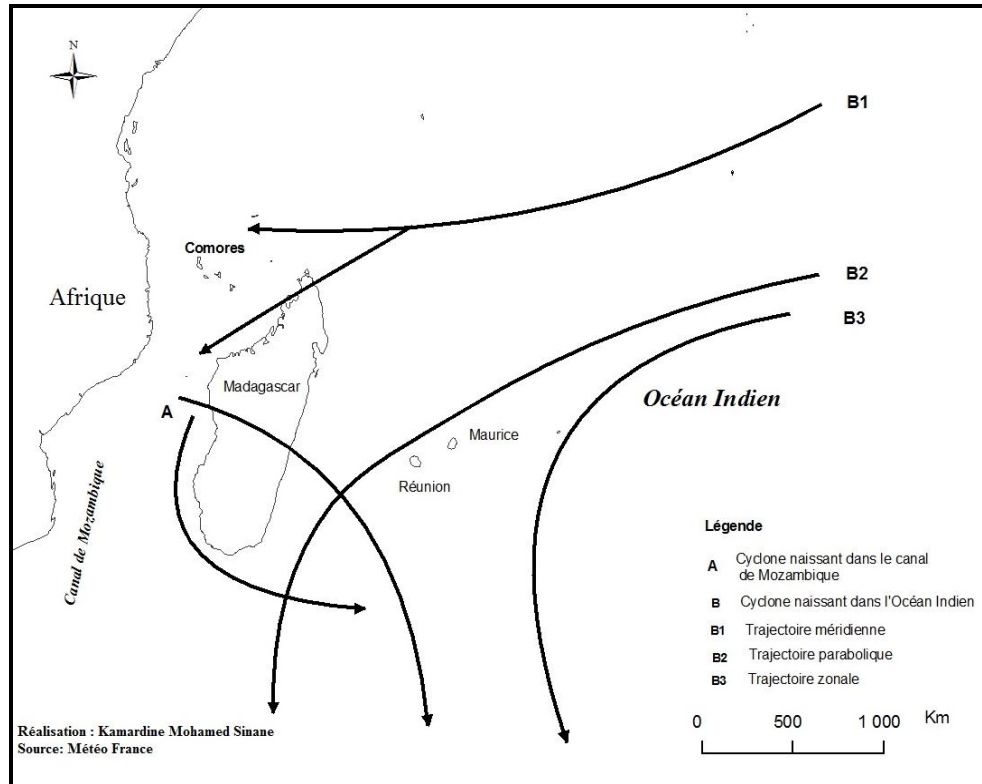 N
B1
Comores
Afrique
B2
B3
Madagascar
Océan Indien
A
Maurice
Réunion
Canal de Mozambique
Légende
A Cyclone naissant dans le canal
de Mozambique
B Cyclone naissant dans l'Océan Indien
B1 Trajectoire méridienne
B2 Trajectoire parabolique
B3 Trajectoire zonale
0 500 1 000 Km
Réalisation : Kamardine Mohamed Sinane
Source: Météo France